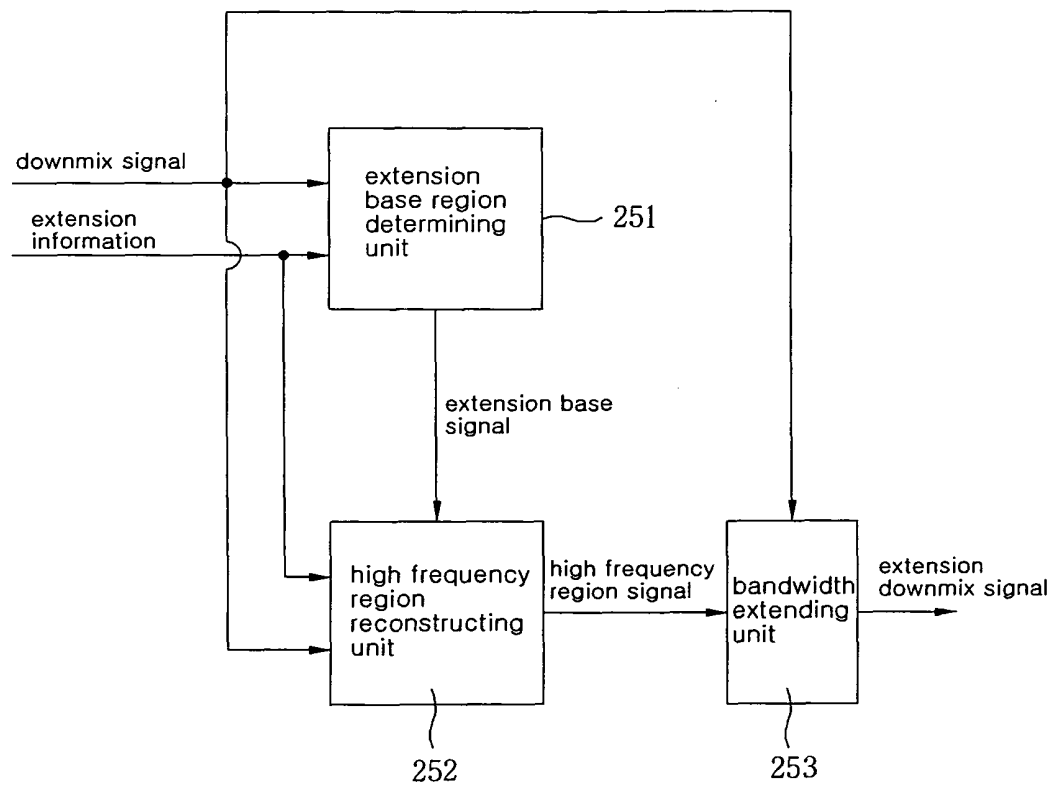 downmix signal
extension
information
extension
base region
determining
unit
251
extension base
signal
high frequency
region
reconstructing
unit
high frequency
region signal
bandwidth
extending
unit
extension
downmix signal
252
253